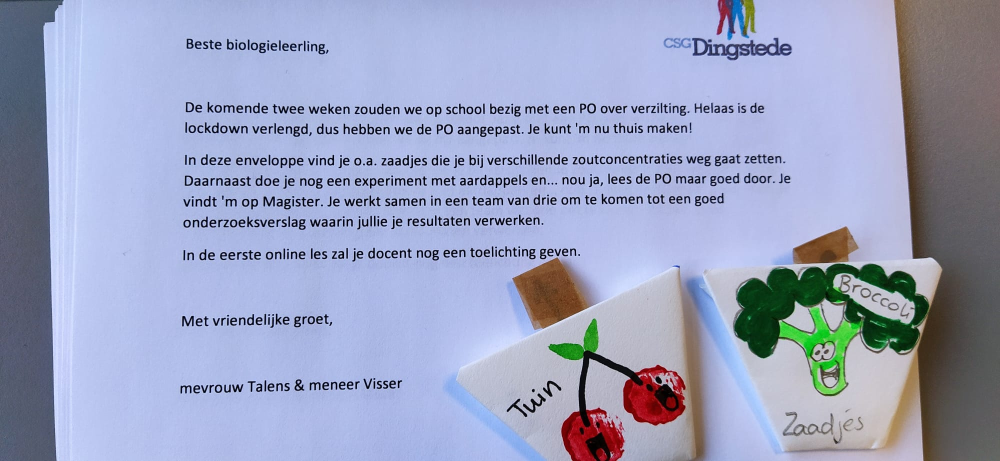 CSG Dingstede
Beste biologieleerling,
De komende twee weken zouden we op school bezig met een PO over verzilting. Helaas is de
lockdown verlengd, dus hebben we de PO aangepast. Je kunt 'm nu thuis maken!
In deze enveloppe vind je o.a. zaadjes die je bij verschillende zoutconcentraties weg gaat zetten.
Daarnaast doe je nog een experiment met aardappels en... nou ja, lees de PO maar goed door. Je
vindt 'm op Magister. Je werkt samen in een team van drie om te komen tot een goed
onderzoeksverslag waarin jullie je resultaten verwerken.
In de eerste online les zal je docent nog een toelichting geven.
Met vriendelijke groet,
mevrouw Talens & meneer Visser
Tuin
Broccoli
Zaadjes